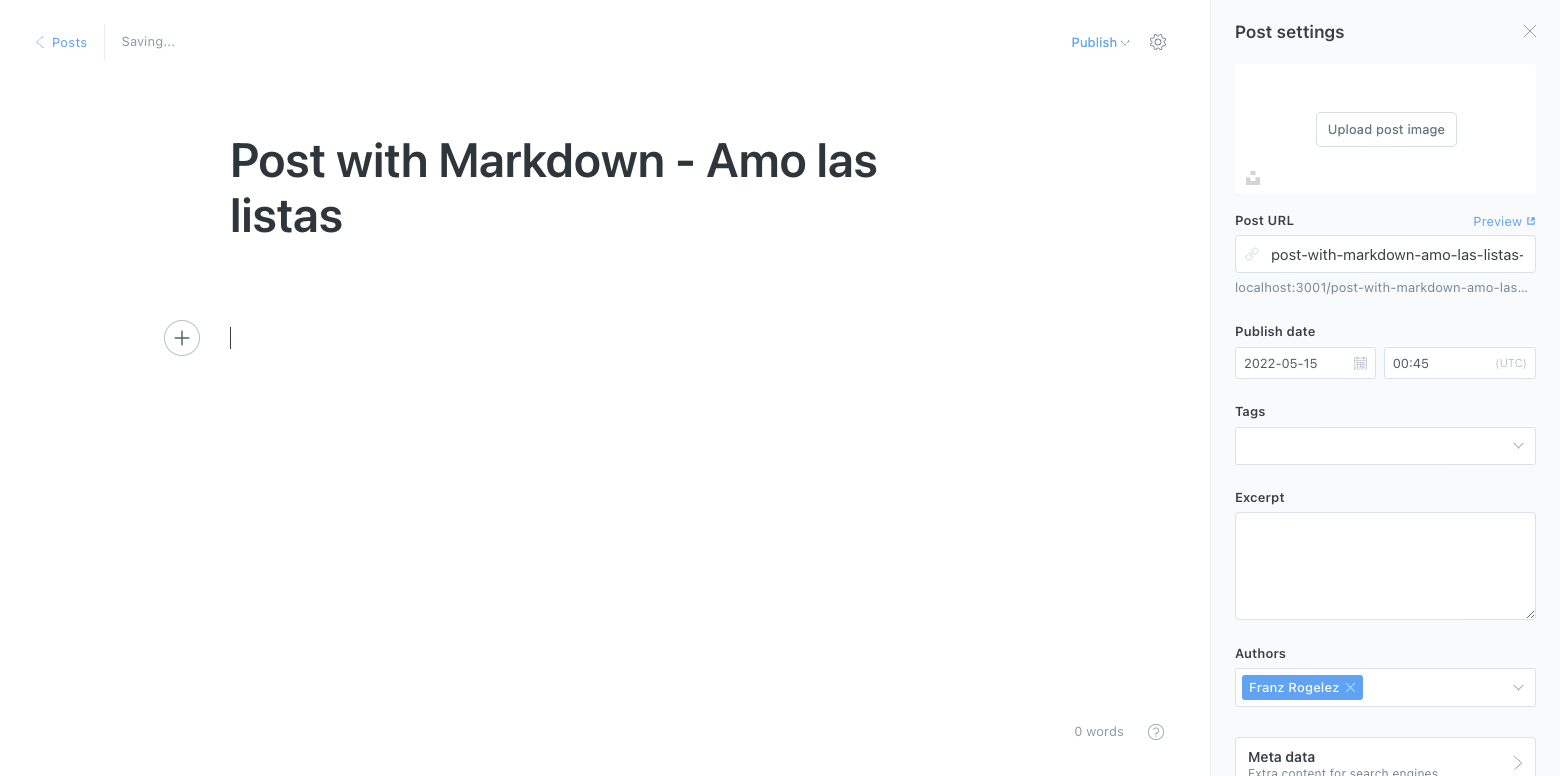 Posts
Saving...
Publish
Post with Markdown - Amo las
listas
0 words
?
Post settings
Upload post image
Post URL
Preview
post-with-markdown-amo-las-listas-
localhost:3001/post-with-markdown-amo-las...
Publish date
2022-05-15
00:45
(UTC)
Tags
Excerpt
Authors
Franz Rogelez
Meta data
Extra content for search engines